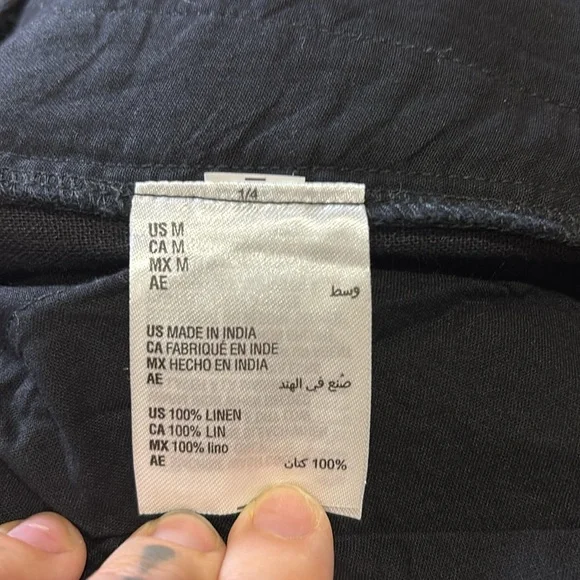 1/4
US M
CA M
MX M
AE
وسط
US MADE IN INDIA
CA FABRIQUÉ EN INDE
MX HECHO EN INDIA
AE صُنع في الهند
US 100% LINEN
CA 100% LIN
MX 100% lino
AE 100% كتان